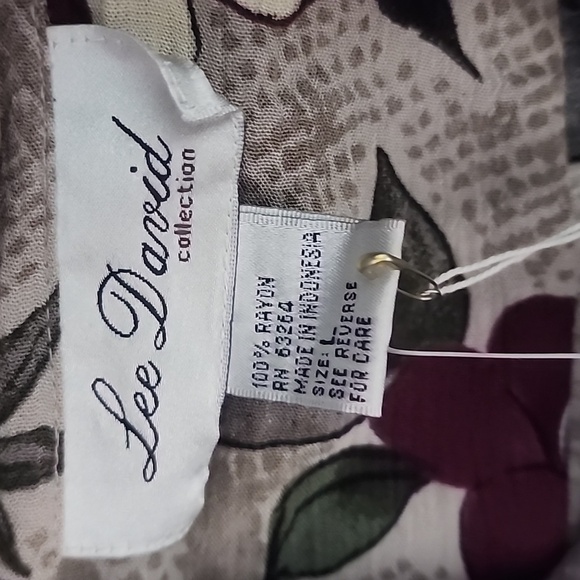 Lee David
collection
100% RAYON
RN 63264
MADE IN INDONESIA
SIZE: L
SEE REVERSE
FOR CARE